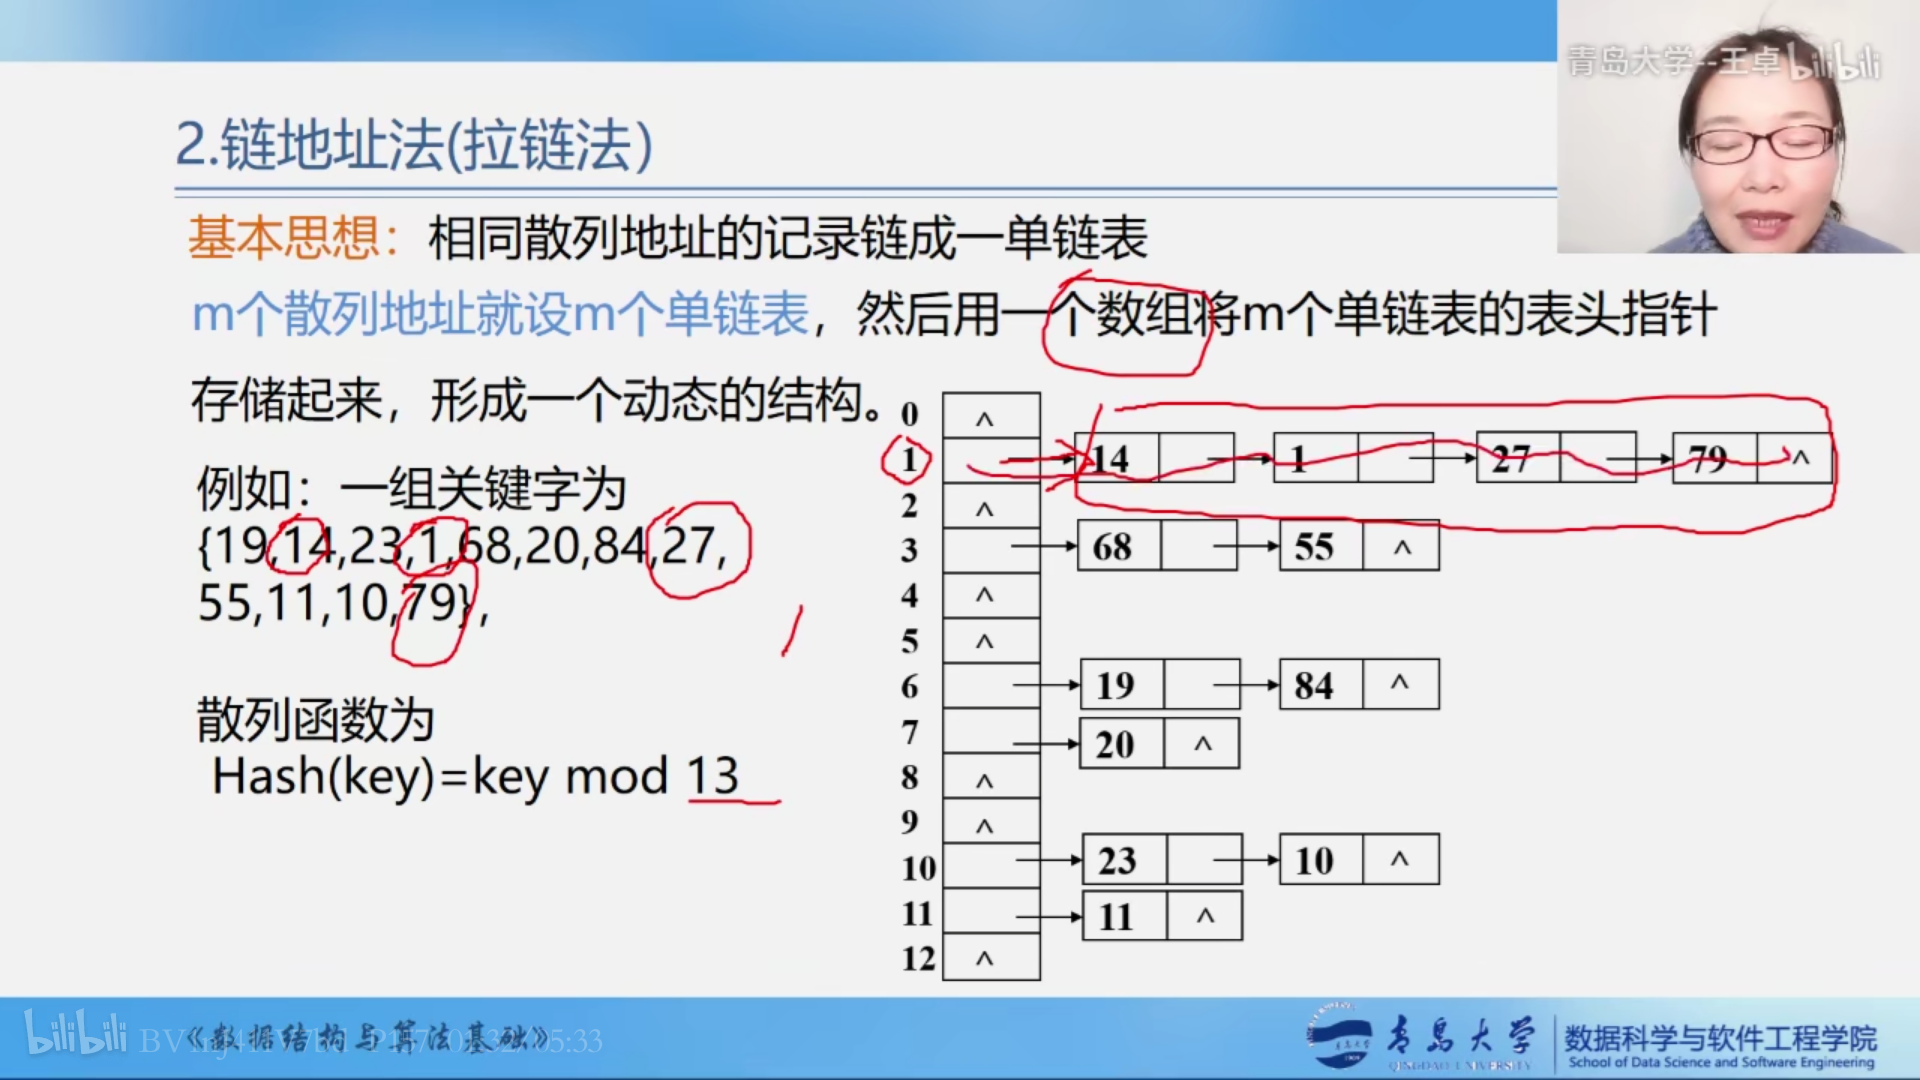 青岛大学--王卓 bilibili
2.链地址法(拉链法)
基本思想：相同散列地址的记录链成一单链表
m个散列地址就设m个单链表，然后用一个数组将m个单链表的表头指针
存储起来，形成一个动态的结构。
例如：一组关键字为
{19,14,23,1,68,20,84,27,
55,11,10,79},
散列函数为
Hash(key)=key mod 13
0 ^
1 14 1 27 79 ^
2 ^
3 68 55 ^
4 ^
5 ^
6 19 84 ^
7 20 ^
8 ^
9 ^
10 23 10 ^
11 11 ^
12 ^
bilibili
《数据结构与算法基础》
05:33
青岛大学
QINGDAO UNIVERSITY
数据科学与软件工程学院
School of Data Science and Software Engineering